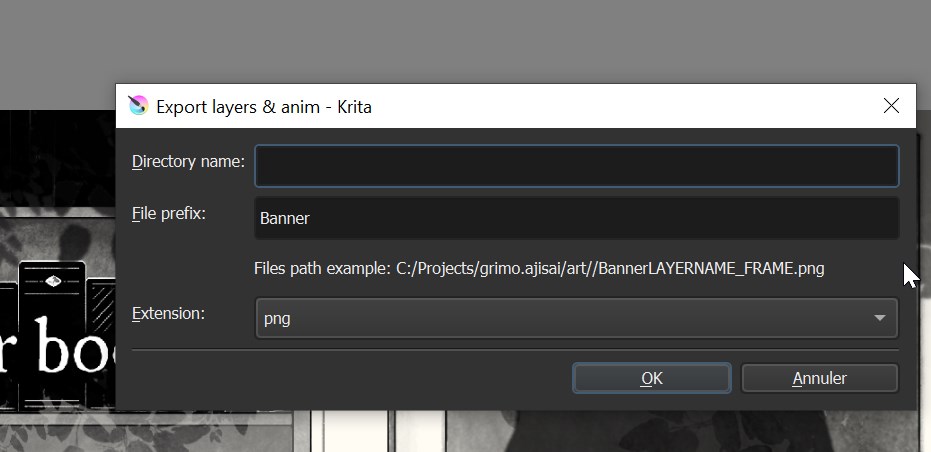 Export layers & anim - Krita
Directory name:
File prefix: Banner
Files path example: C:/Projects/grimo.ajisai/art//BannerLAYERNAME_FRAME.png
Extension: png
r bo
OK Annuler